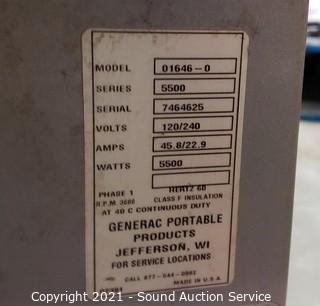 MODEL 01646-0
SERIES 5500
SERIAL 7464625
VOLTS 120/240
AMPS 45.8/22.9
WATTS 5500
PHASE 1 HERTZ 60
R.P.M. 3600 CLASS F INSULATION
AT 40 C CONTINUOUS DUTY
GENERAC PORTABLE
PRODUCTS
JEFFERSON, WI
FOR SERVICE LOCATIONS
CALL
MADE IN U.S.A.
Copyright 2021 - Sound Auction Service